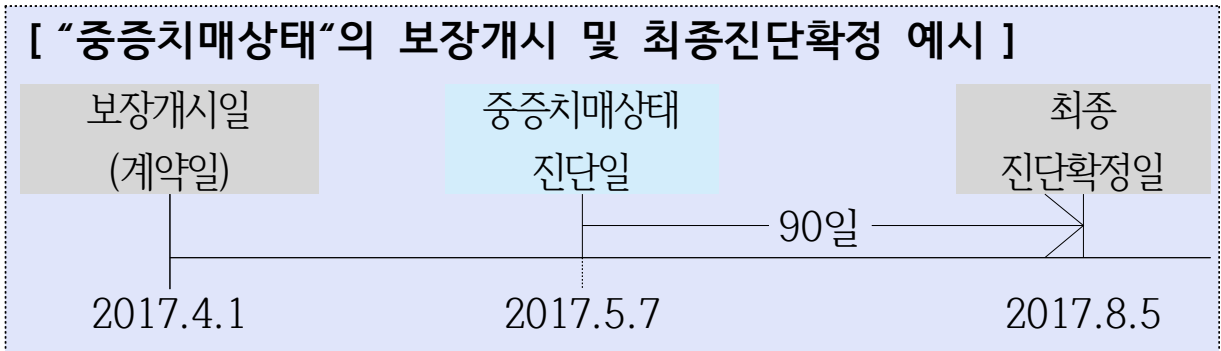 [ “중증치매상태“의 보장개시 및 최종진단확정 예시 ]
보장개시일
(계약일)
중증치매상태
진단일
최종
진단확정일
90일
2017.4.1
2017.5.7
2017.8.5